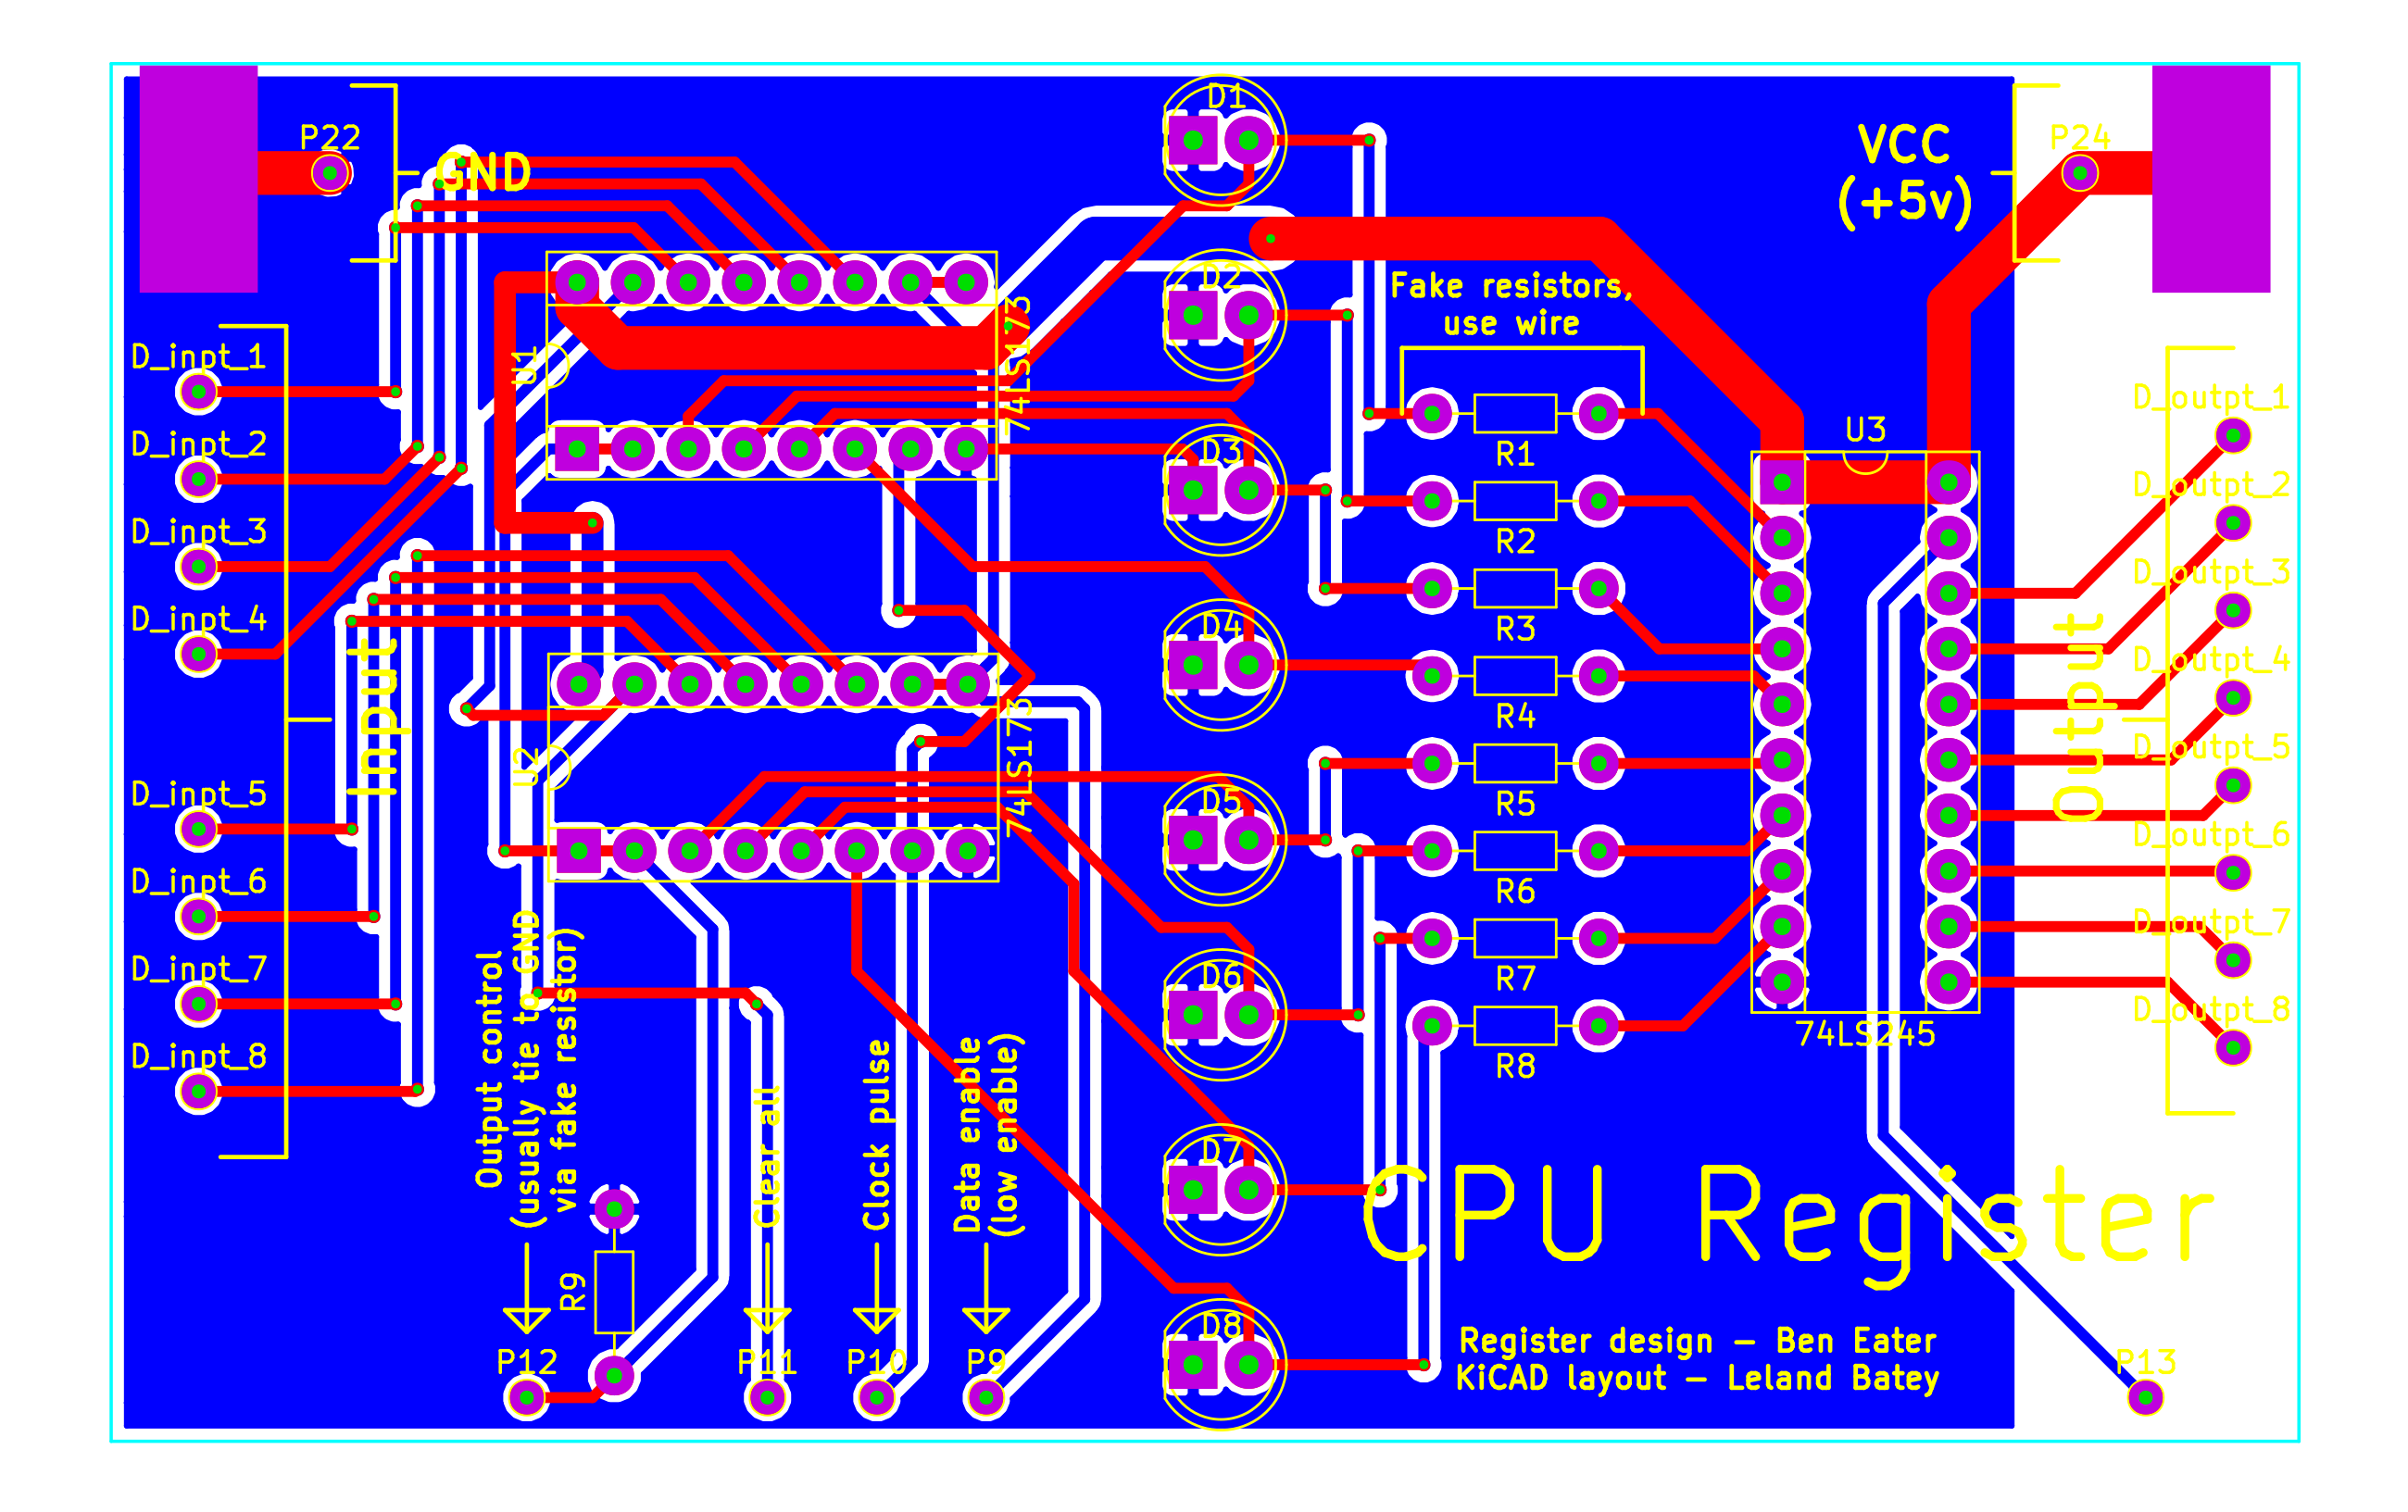 P22
GND
D1
VCC
(+5v)
P24
D2
Fake resistors,
use wire
D_inpt_1
D_inpt_2
D_inpt_3
D_inpt_4
Input
D_inpt_5
D_inpt_6
D_inpt_7
D_inpt_8
U1
74LS173
U2
74LS173
D3
D4
D5
D6
D7
D8
R1
R2
R3
R4
R5
R6
R7
R8
U3
74LS245
D_outpt_1
D_outpt_2
D_outpt_3
D_outpt_4
Output
D_outpt_5
D_outpt_6
D_outpt_7
D_outpt_8
Output control
(usually tie to GND
via fake resistor)
Clear all
Clock pulse
Data enable
(low enable)
R9
P12
P11
P10
P9
CPU Register
Register design - Ben Eater
KiCAD layout - Leland Batey
P13